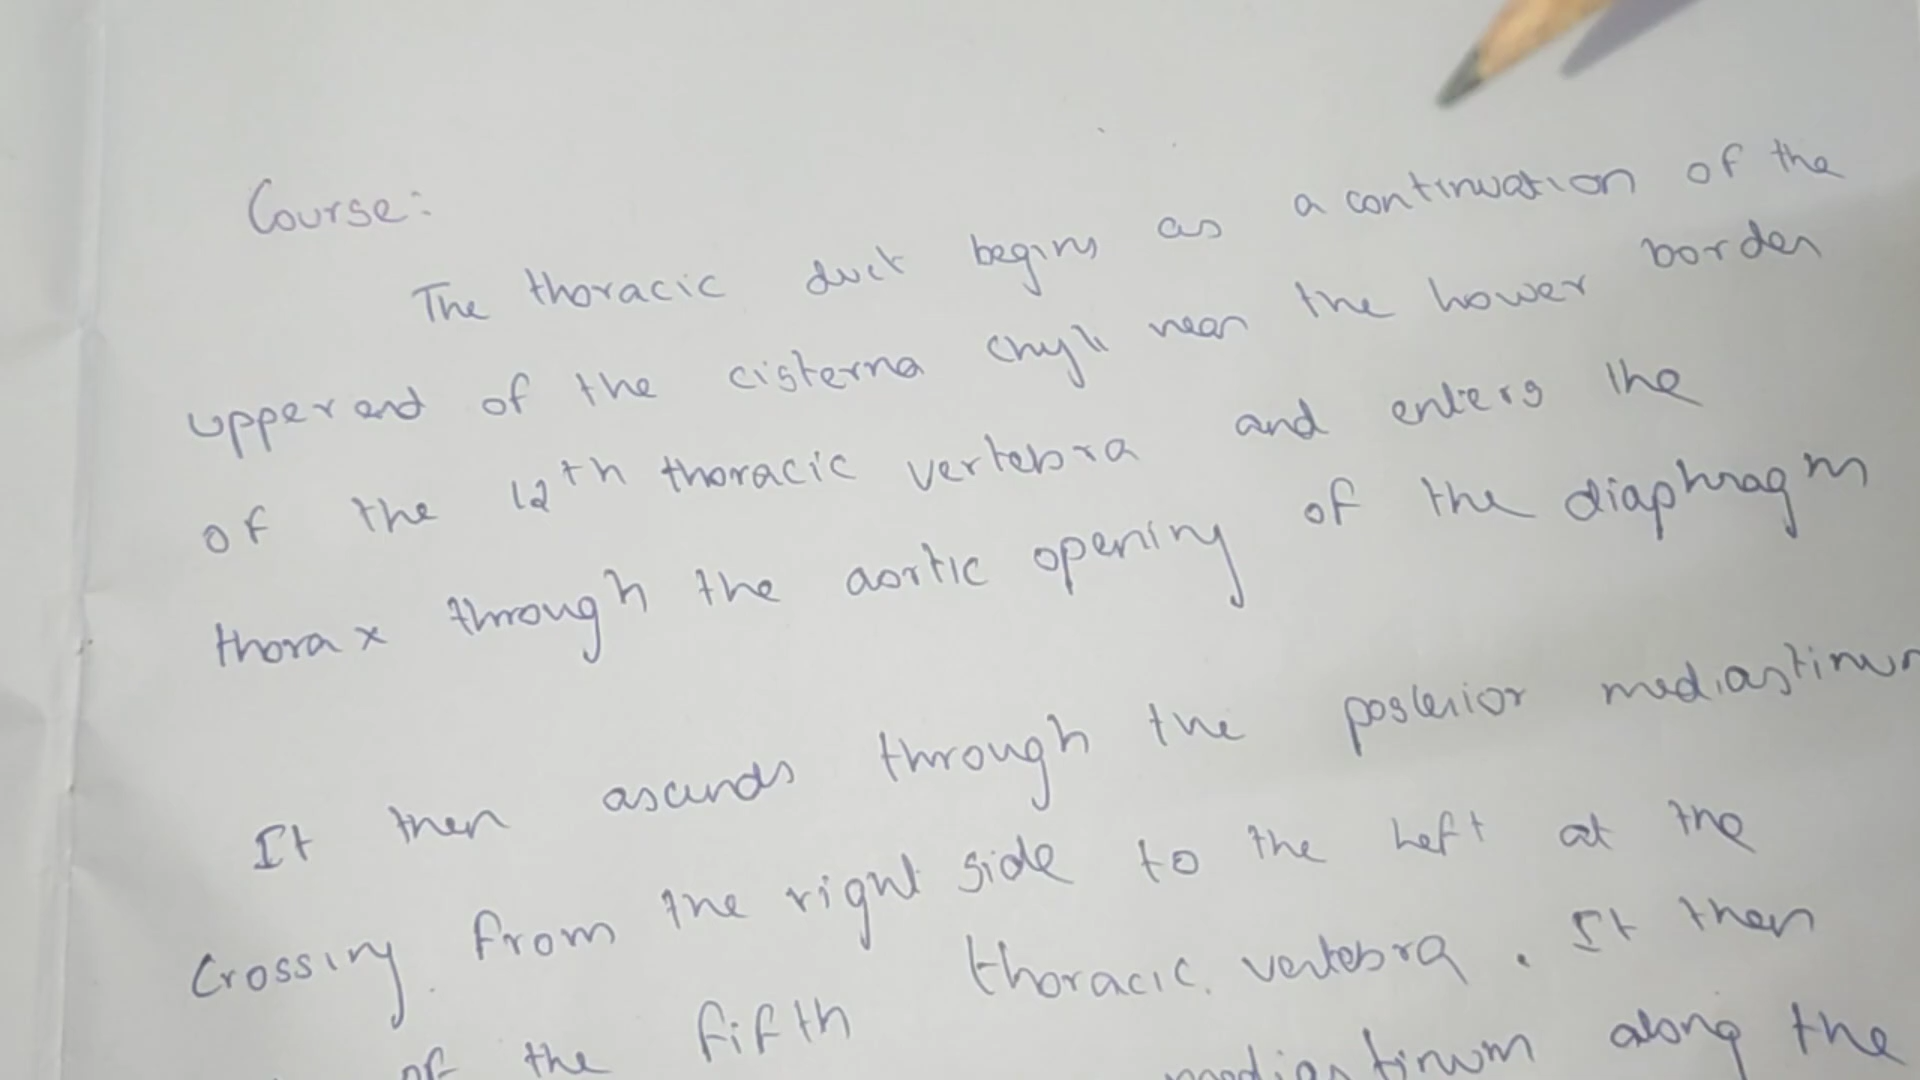 Course:
The thoracic duct begins as a continuation of the
upper end of the cisterna chyli near the lower border
of the 12th thoracic vertebra and enters the
thorax through the aortic opening of the diaphragm
It then ascends through the posterior mediastinum
crossing from the right side to the left at the
of the fifth thoracic vertebra. It then
mediastinum along the